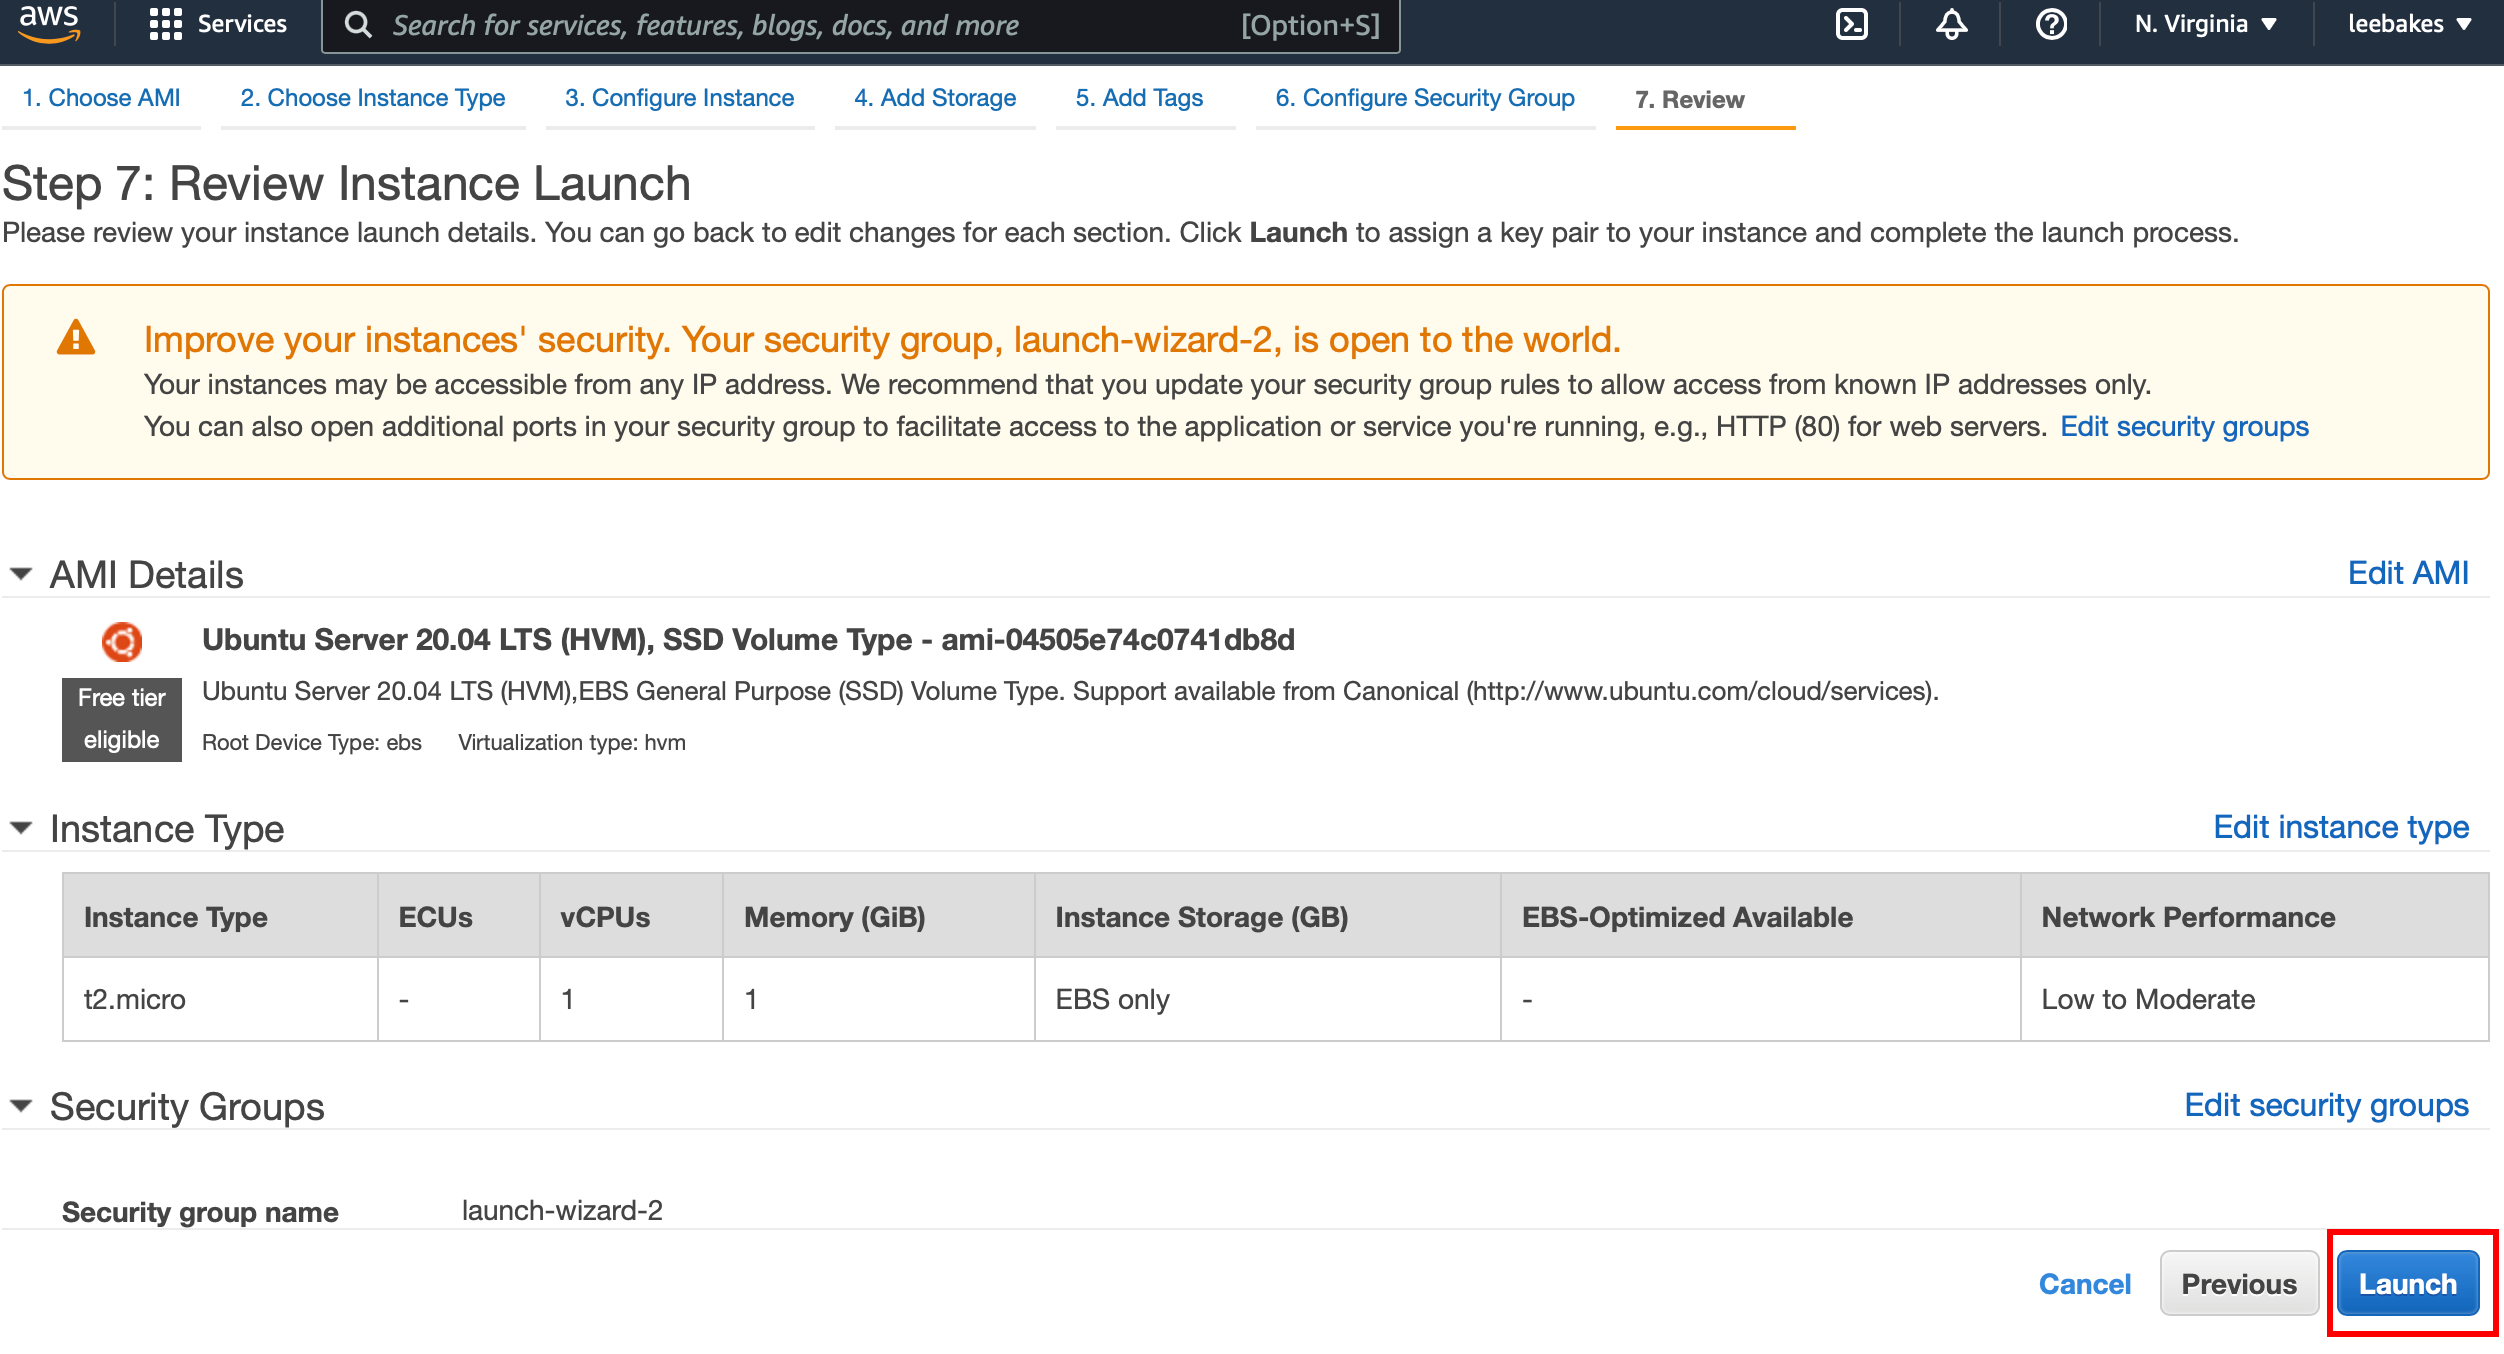 aws Services Search for services, features, blogs, docs, and more [Option+S] N. Virginia leebakes
1. Choose AMI 2. Choose Instance Type 3. Configure Instance 4. Add Storage 5. Add Tags 6. Configure Security Group 7. Review
Step 7: Review Instance Launch
Please review your instance launch details. You can go back to edit changes for each section. Click Launch to assign a key pair to your instance and complete the launch process.
Improve your instances' security. Your security group, launch-wizard-2, is open to the world.
Your instances may be accessible from any IP address. We recommend that you update your security group rules to allow access from known IP addresses only.
You can also open additional ports in your security group to facilitate access to the application or service you're running, e.g., HTTP (80) for web servers. Edit security groups
AMI Details Edit AMI
Ubuntu Server 20.04 LTS (HVM), SSD Volume Type - ami-04505e74c0741db8d
Free tier eligible
Ubuntu Server 20.04 LTS (HVM),EBS General Purpose (SSD) Volume Type. Support available from Canonical (http://www.ubuntu.com/cloud/services).
Root Device Type: ebs Virtualization type: hvm
Instance Type Edit instance type
Instance Type ECUs vCPUs Memory (GiB) Instance Storage (GB) EBS-Optimized Available Network Performance
t2.micro - 1 1 EBS only - Low to Moderate
Security Groups Edit security groups
Security group name launch-wizard-2
Cancel Previous Launch